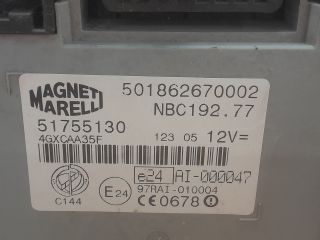 MAGNETI MARELLI
501862670002
NBC192.77
51755130
4GXCAA35F
123 05 12V=
e24 AI-000047
C144
E24
97RAI-010004
CE0678 !